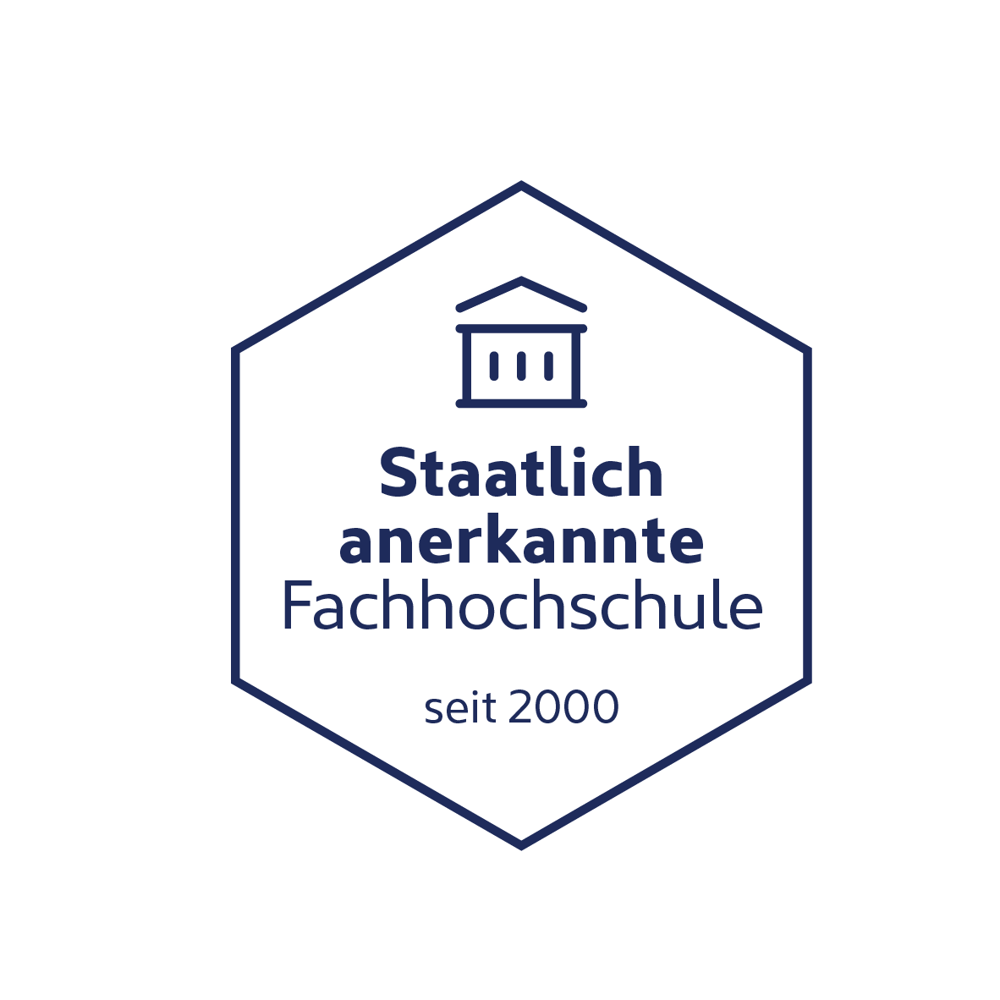 Staatlich
anerkannte
Fachhochschule
seit 2000